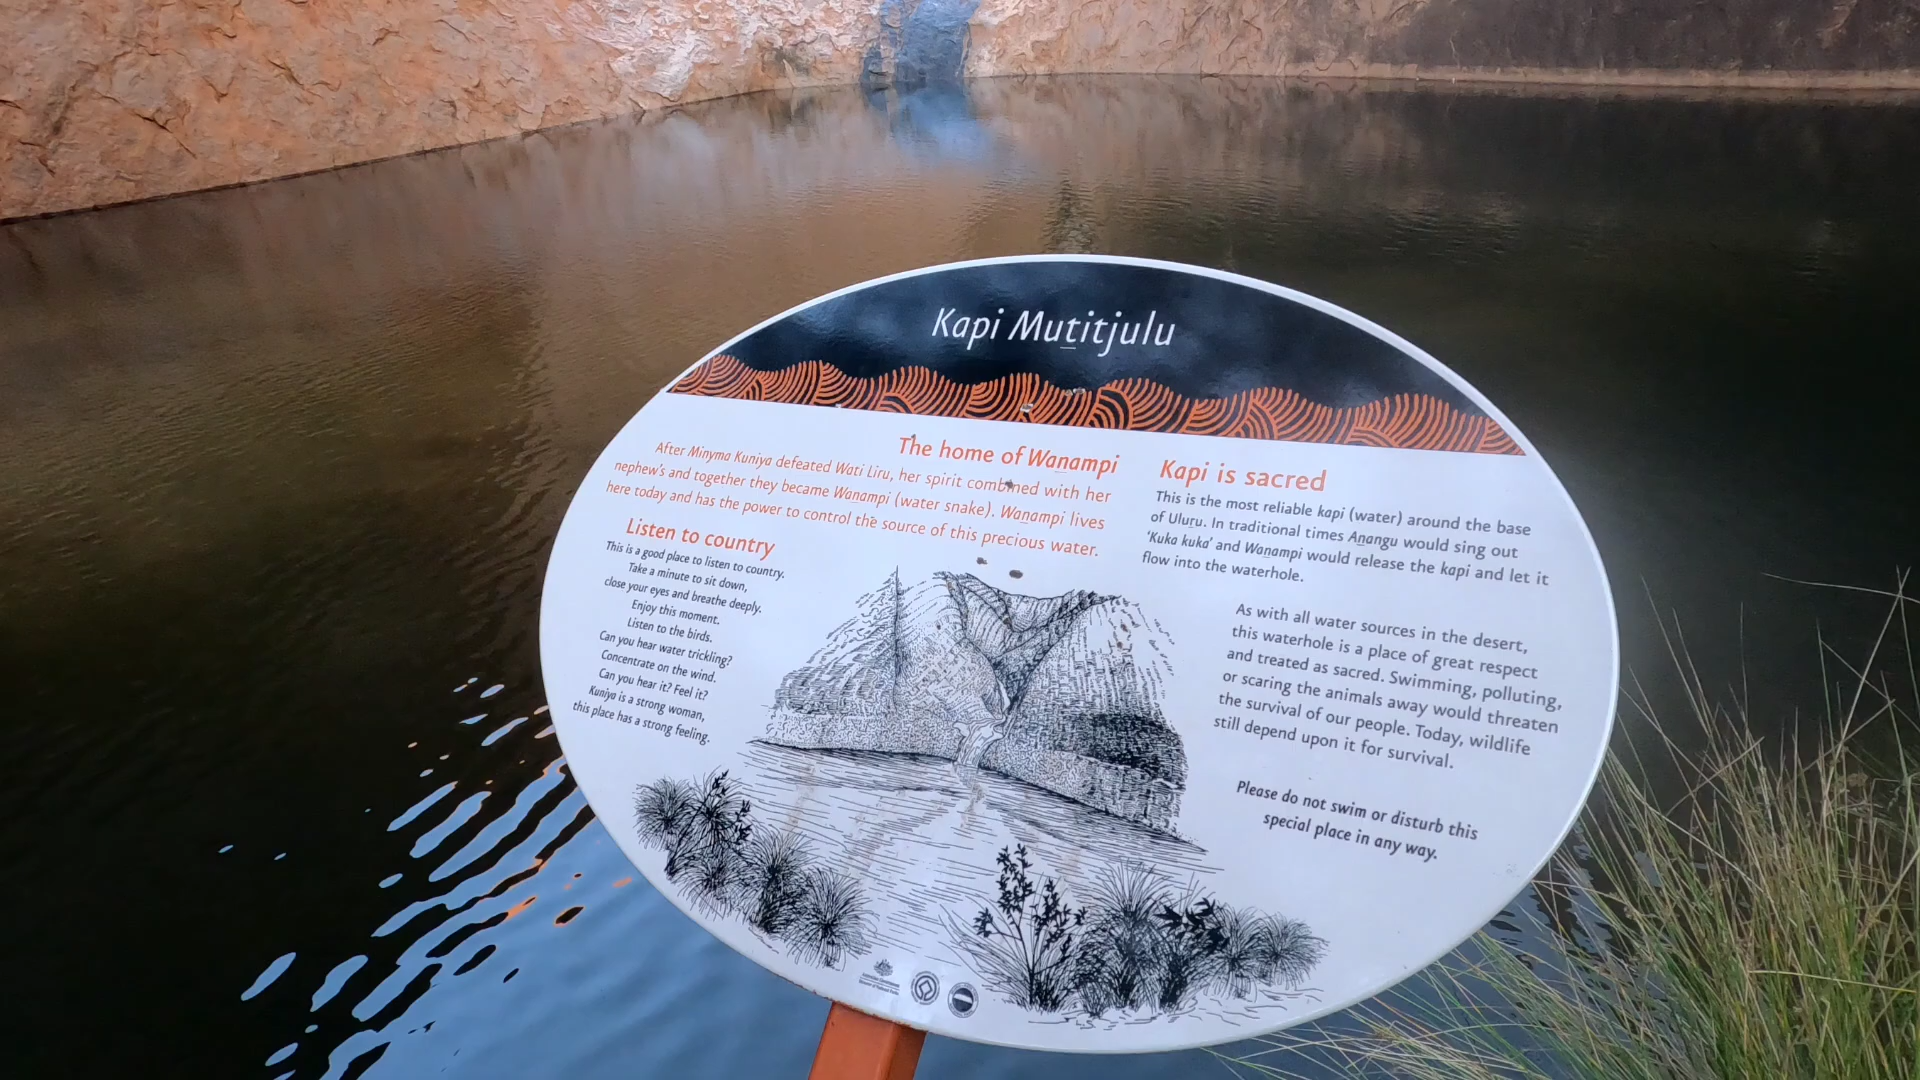 Kapi Muṯitjulu
The home of Waṉampi
After Minyma Kuniya defeated Wati Liru, her spirit combined with her
nephew's and together they became Waṉampi (water snake). Waṉampi lives
here today and has the power to control the source of this precious water.
Listen to country
This is a good place to listen to country.
Take a minute to sit down,
close your eyes and breathe deeply.
Enjoy this moment.
Listen to the birds.
Can you hear water trickling?
Concentrate on the wind.
Can you hear it? Feel it?
Kuniya is a strong woman,
this place has a strong feeling.
Kapi is sacred
This is the most reliable kapi (water) around the base
of Uluṟu. In traditional times Aṉangu would sing out
'Kuka kuka' and Waṉampi would release the kapi and let it
flow into the waterhole.
As with all water sources in the desert,
this waterhole is a place of great respect
and treated as sacred. Swimming, polluting,
or scaring the animals away would threaten
the survival of our people. Today, wildlife
still depend upon it for survival.
Please do not swim or disturb this
special place in any way.